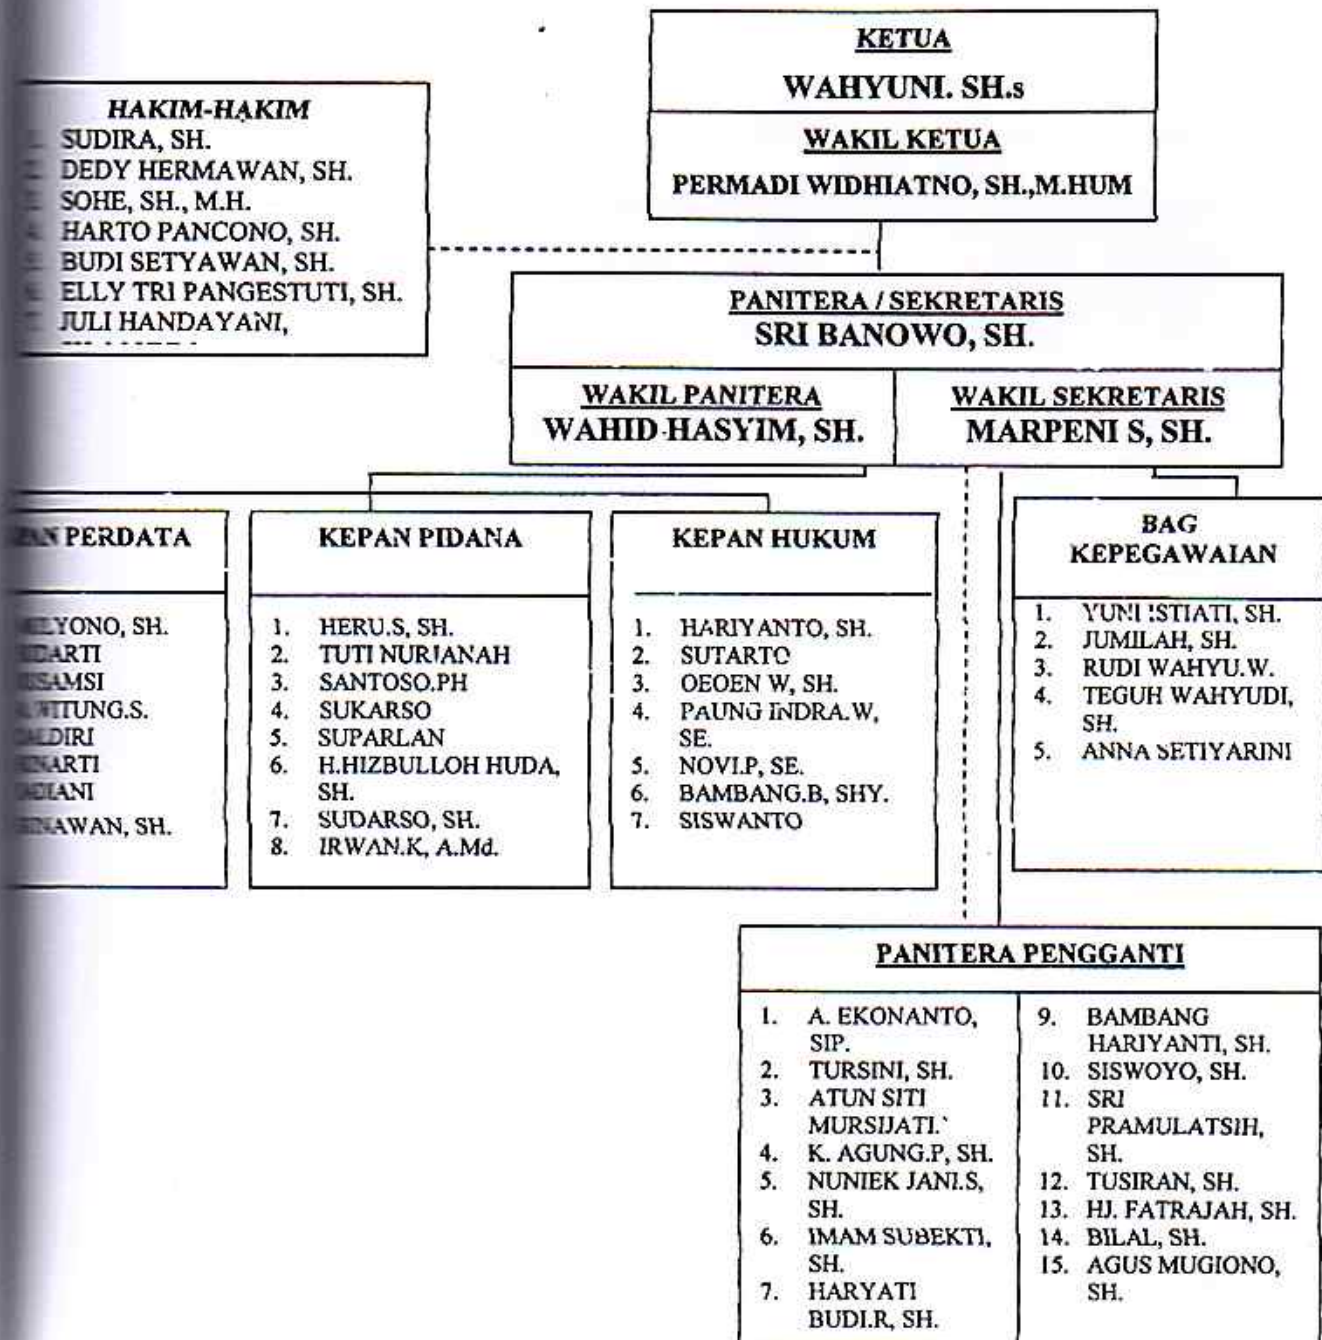 KETUA
WAHYUNI. SH.s
WAKIL KETUA
PERMADI WIDHIATNO, SH.,M.HUM
HAKIM-HAKIM
SUDIRA, SH.
DEDY HERMAWAN, SH.
SOHE, SH., M.H.
HARTO PANCONO, SH.
BUDI SETYAWAN, SH.
ELLY TRI PANGESTUTI, SH.
JULI HANDAYANI,
PANITERA / SEKRETARIS
SRI BANOWO, SH.
WAKIL PANITERA
WAHID HASYIM, SH.
WAKIL SEKRETARIS
MARPENI S, SH.
PERDATA
SH.
SH.
KEPAN PIDANA
1. HERU.S, SH.
2. TUTI NURJANAH
3. SANTOSO.PH
4. SUKARSO
5. SUPARLAN
6. H.HIZBULLOH HUDA,
SH.
7. SUDARSO, SH.
8. IRWAN.K, A.Md.
KEPAN HUKUM
1. HARIYANTO, SH.
2. SUTARTO
3. OEOEN W, SH.
4. PAUNG INDRA.W,
SE.
5. NOVI.P, SE.
6. BAMBANG.B, SHY.
7. SISWANTO
BAG
KEPEGAWAIAN
1. YUNI ISTIATI, SH.
2. JUMILAH, SH.
3. RUDI WAHYU.W.
4. TEGUH WAHYUDI,
SH.
5. ANNA SETIYARINI
PANITERA PENGGANTI
1. A. EKONANTO,
SIP.
2. TURSINI, SH.
3. ATUN SITI
MURSIJATI.
4. K. AGUNG.P, SH.
5. NUNIEK JANI.S,
SH.
6. IMAM SUBEKTI,
SH.
7. HARYATI
BUDI.R, SH.
9. BAMBANG
HARIYANTI, SH.
10. SISWOYO, SH.
11. SRI
PRAMULATSIH,
SH.
12. TUSIRAN, SH.
13. HJ. FATRAJAH, SH.
14. BILAL, SH.
15. AGUS MUGIONO,
SH.